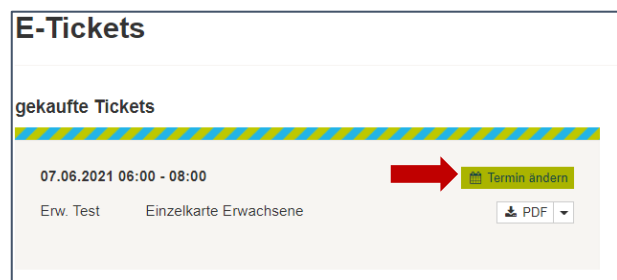 E-Tickets
gekaufte Tickets
07.06.2021 06:00 - 08:00
Termin ändern
Erw. Test Einzelkarte Erwachsene
PDF